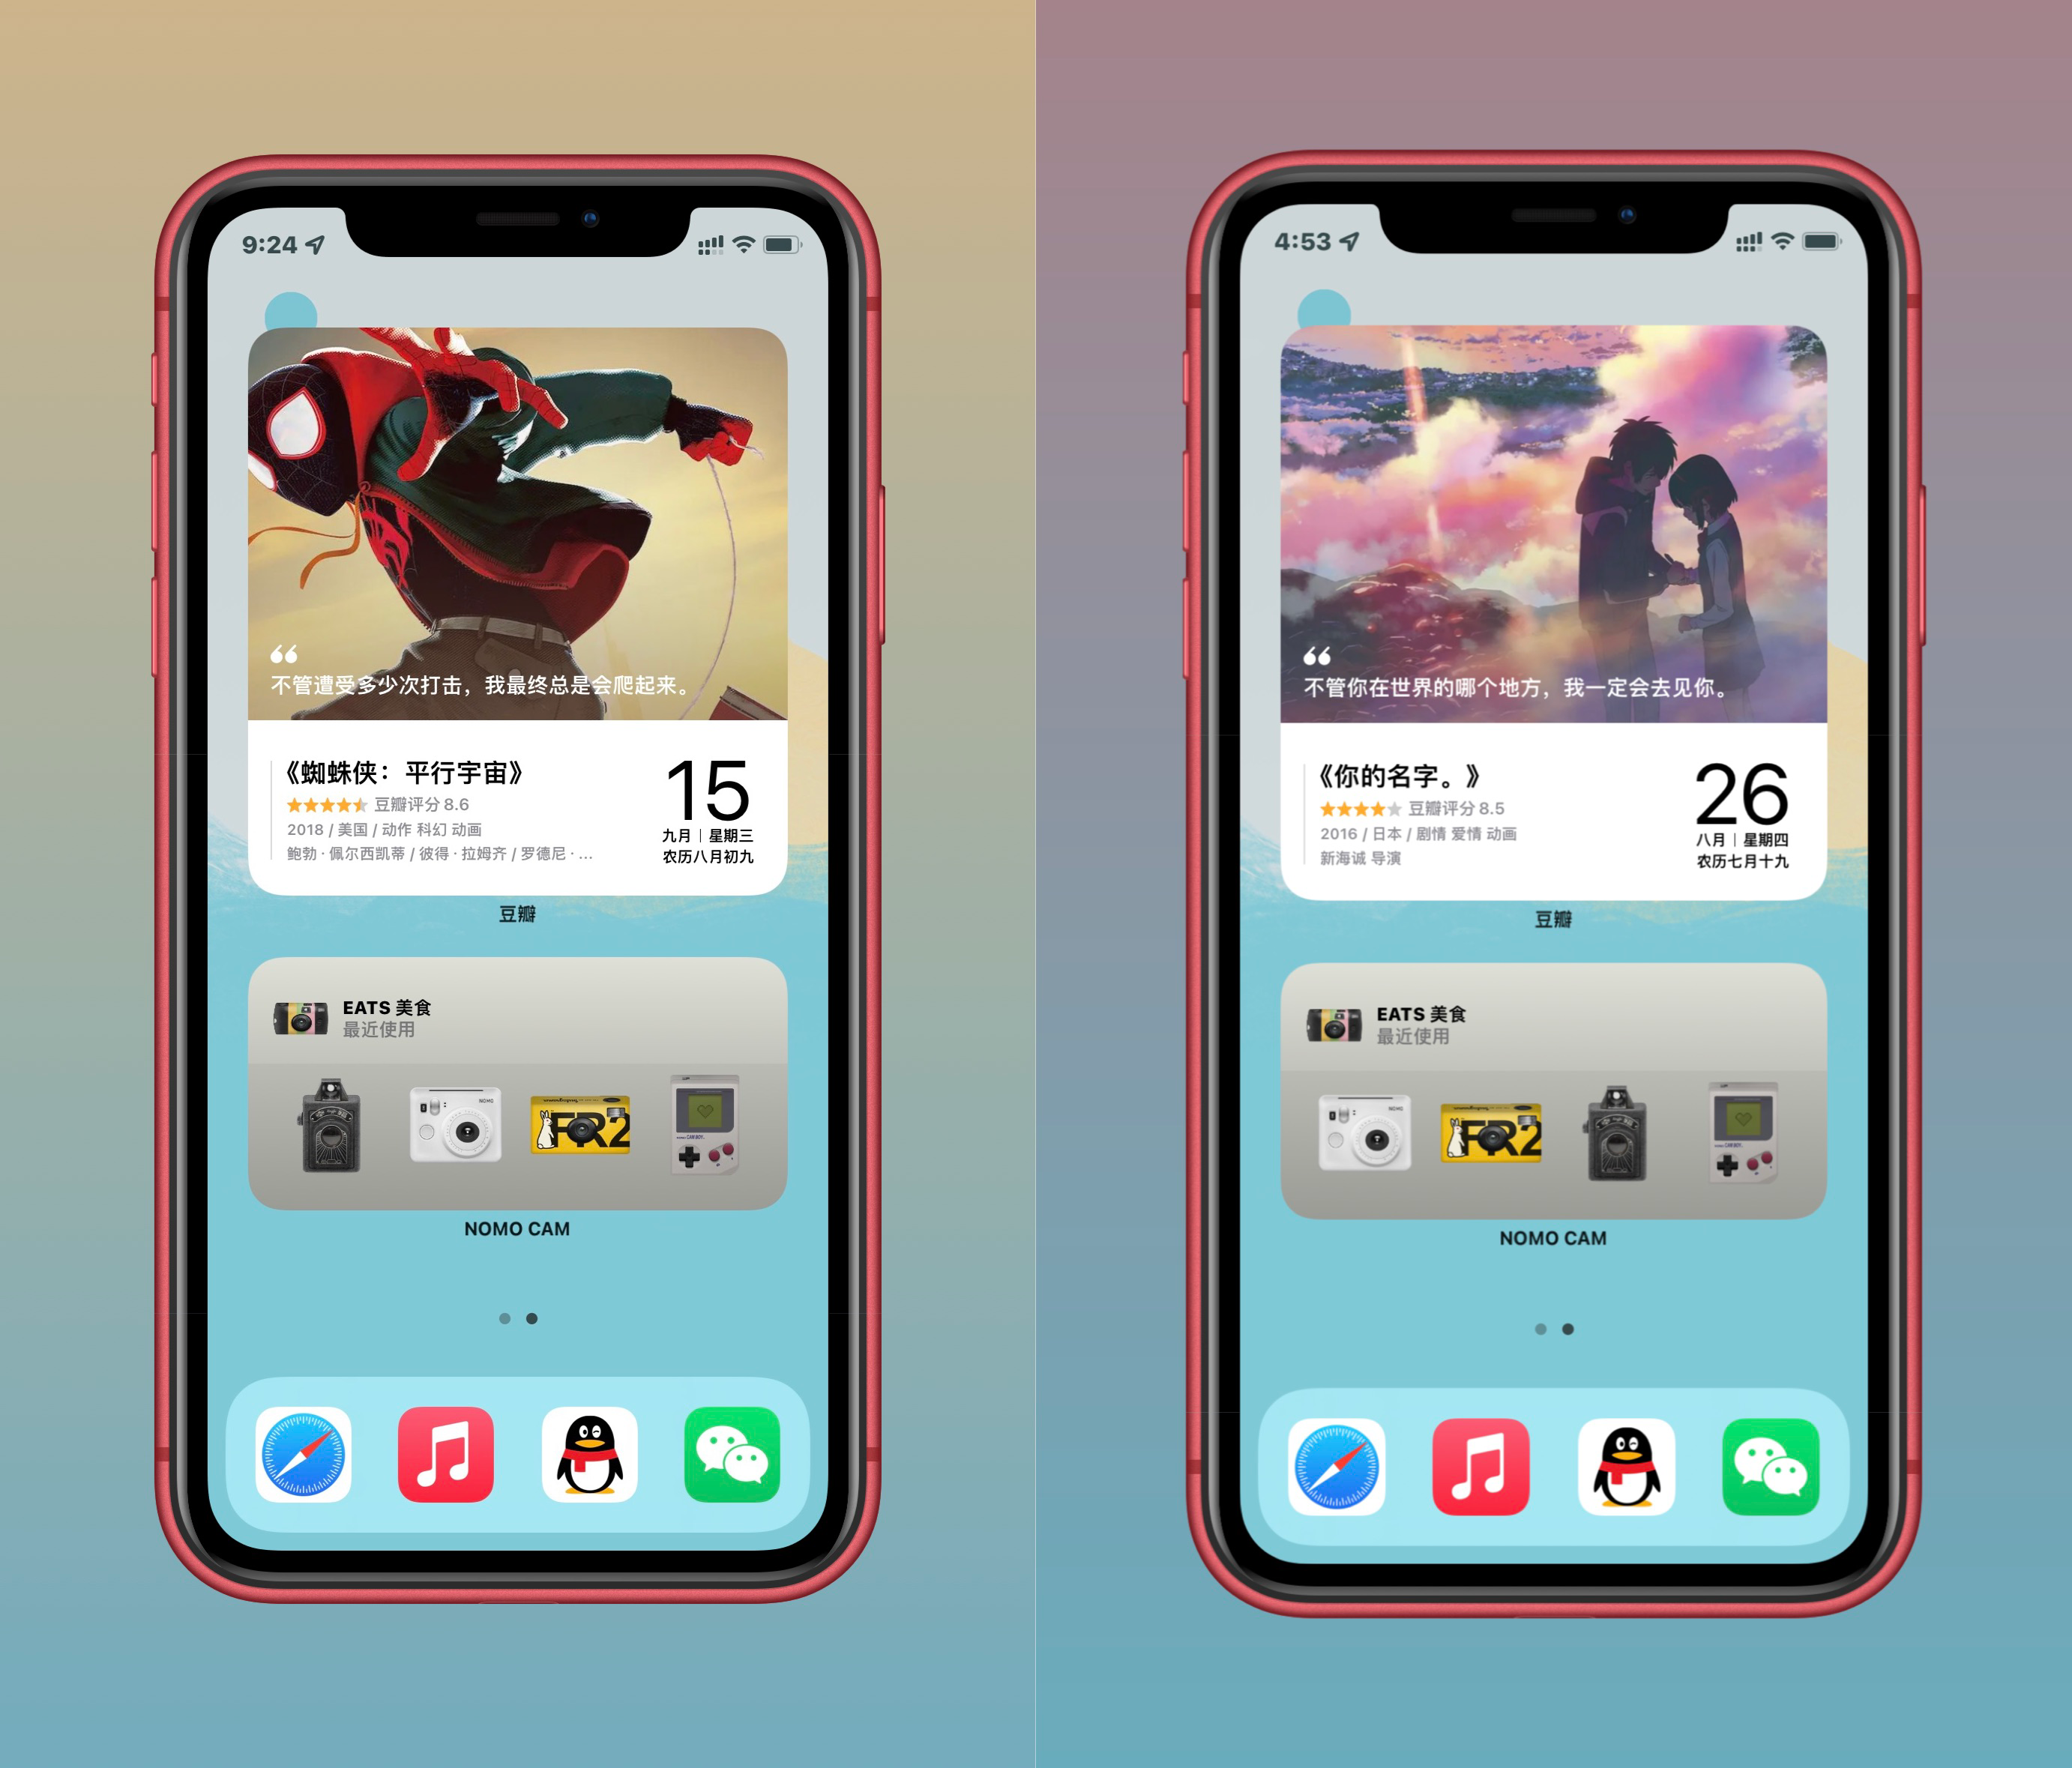 9:24
不管遭受多少次打击，我最终总是会爬起来。
《蜘蛛侠：平行宇宙》
豆瓣评分 8.6
2018 / 美国 / 动作 科幻 动画
鲍勃·佩尔西凯蒂 / 彼得·拉姆齐 / 罗德尼·...
15
九月｜星期三
农历八月初九
豆瓣
EATS 美食
最近使用
NOMO
FR2
NOMO CAM
4:53
不管你在世界的哪个地方，我一定会去见你。
《你的名字。》
豆瓣评分 8.5
2016 / 日本 / 剧情 爱情 动画
新海诚 导演
26
八月｜星期四
农历七月十九
豆瓣
EATS 美食
最近使用
NOMO
FR2
NOMO CAM